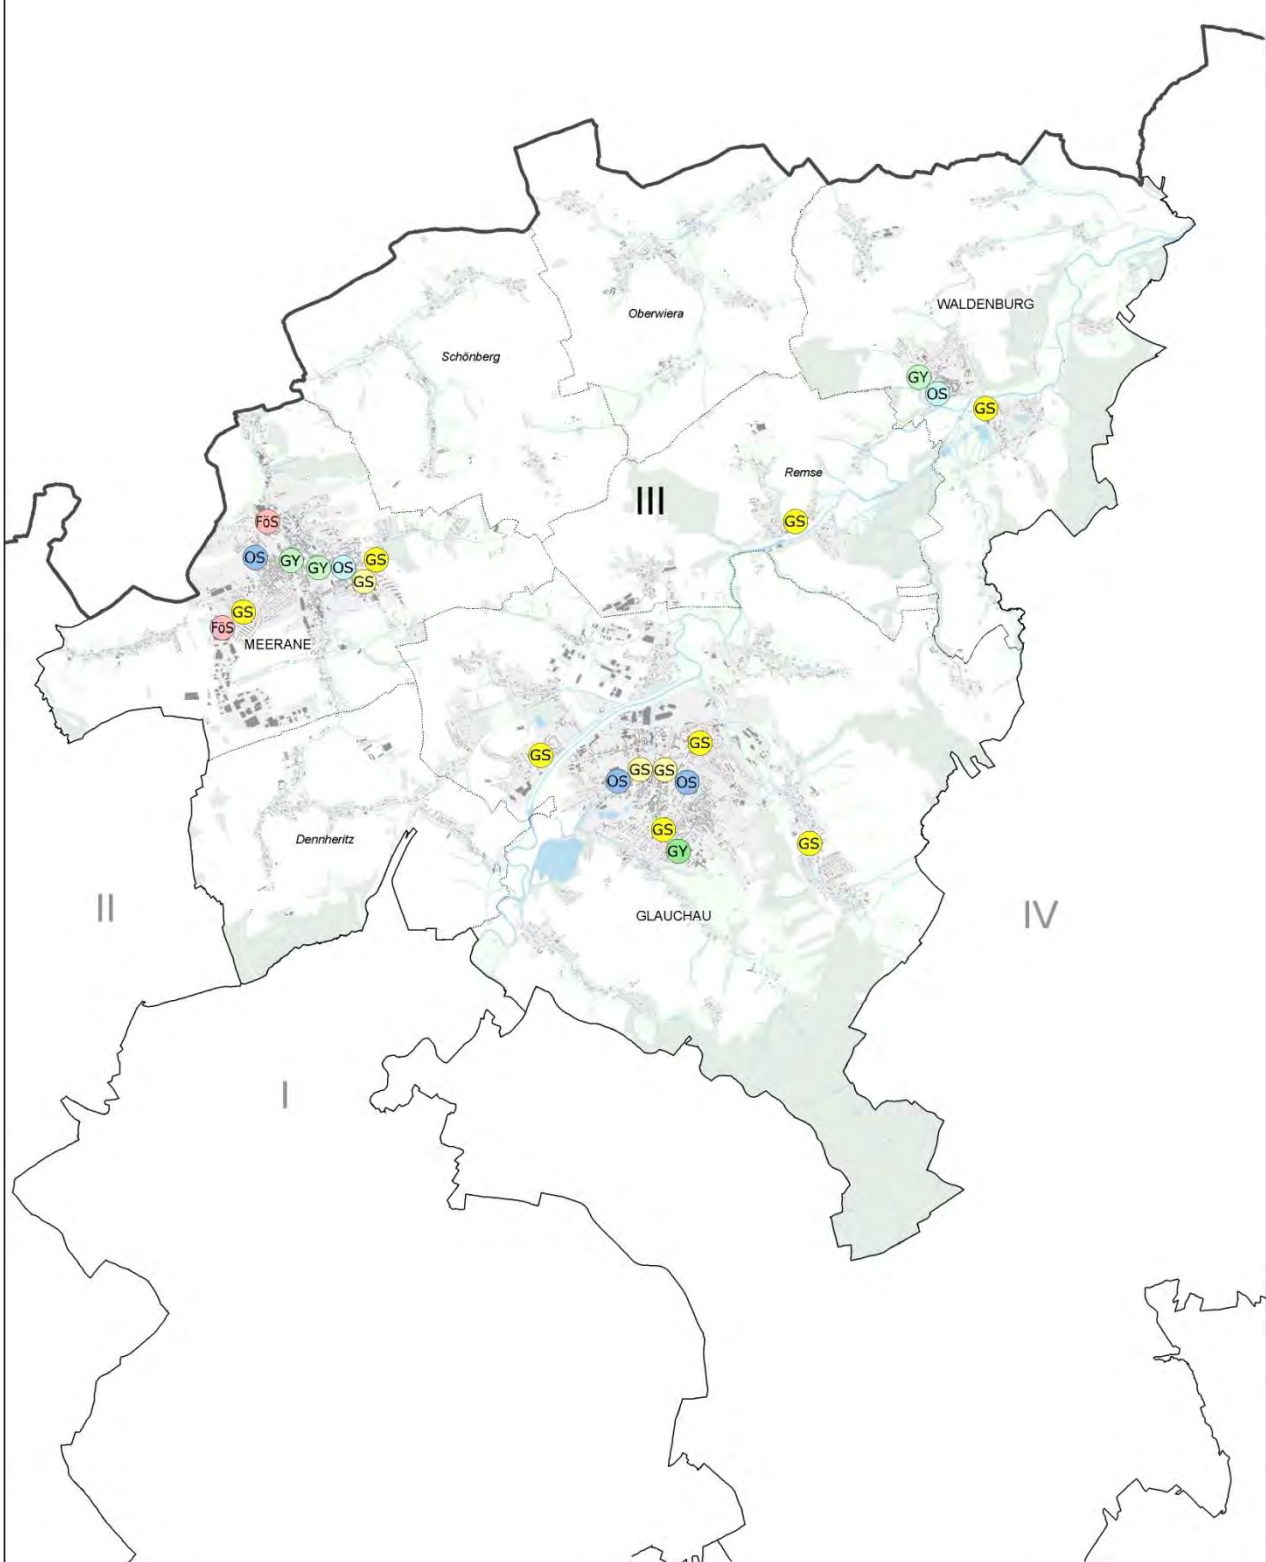 Oberwiera
WALDENBURG
Schönberg
GY
OS
GS
Remse
III
FöS
GS
OS
GY
GY
OS
GS
GS
GS
FöS
MEERANE
GS
GS
GS
GS
OS
OS
GS
GY
GS
Dennheritz
II
GLAUCHAU
IV
I